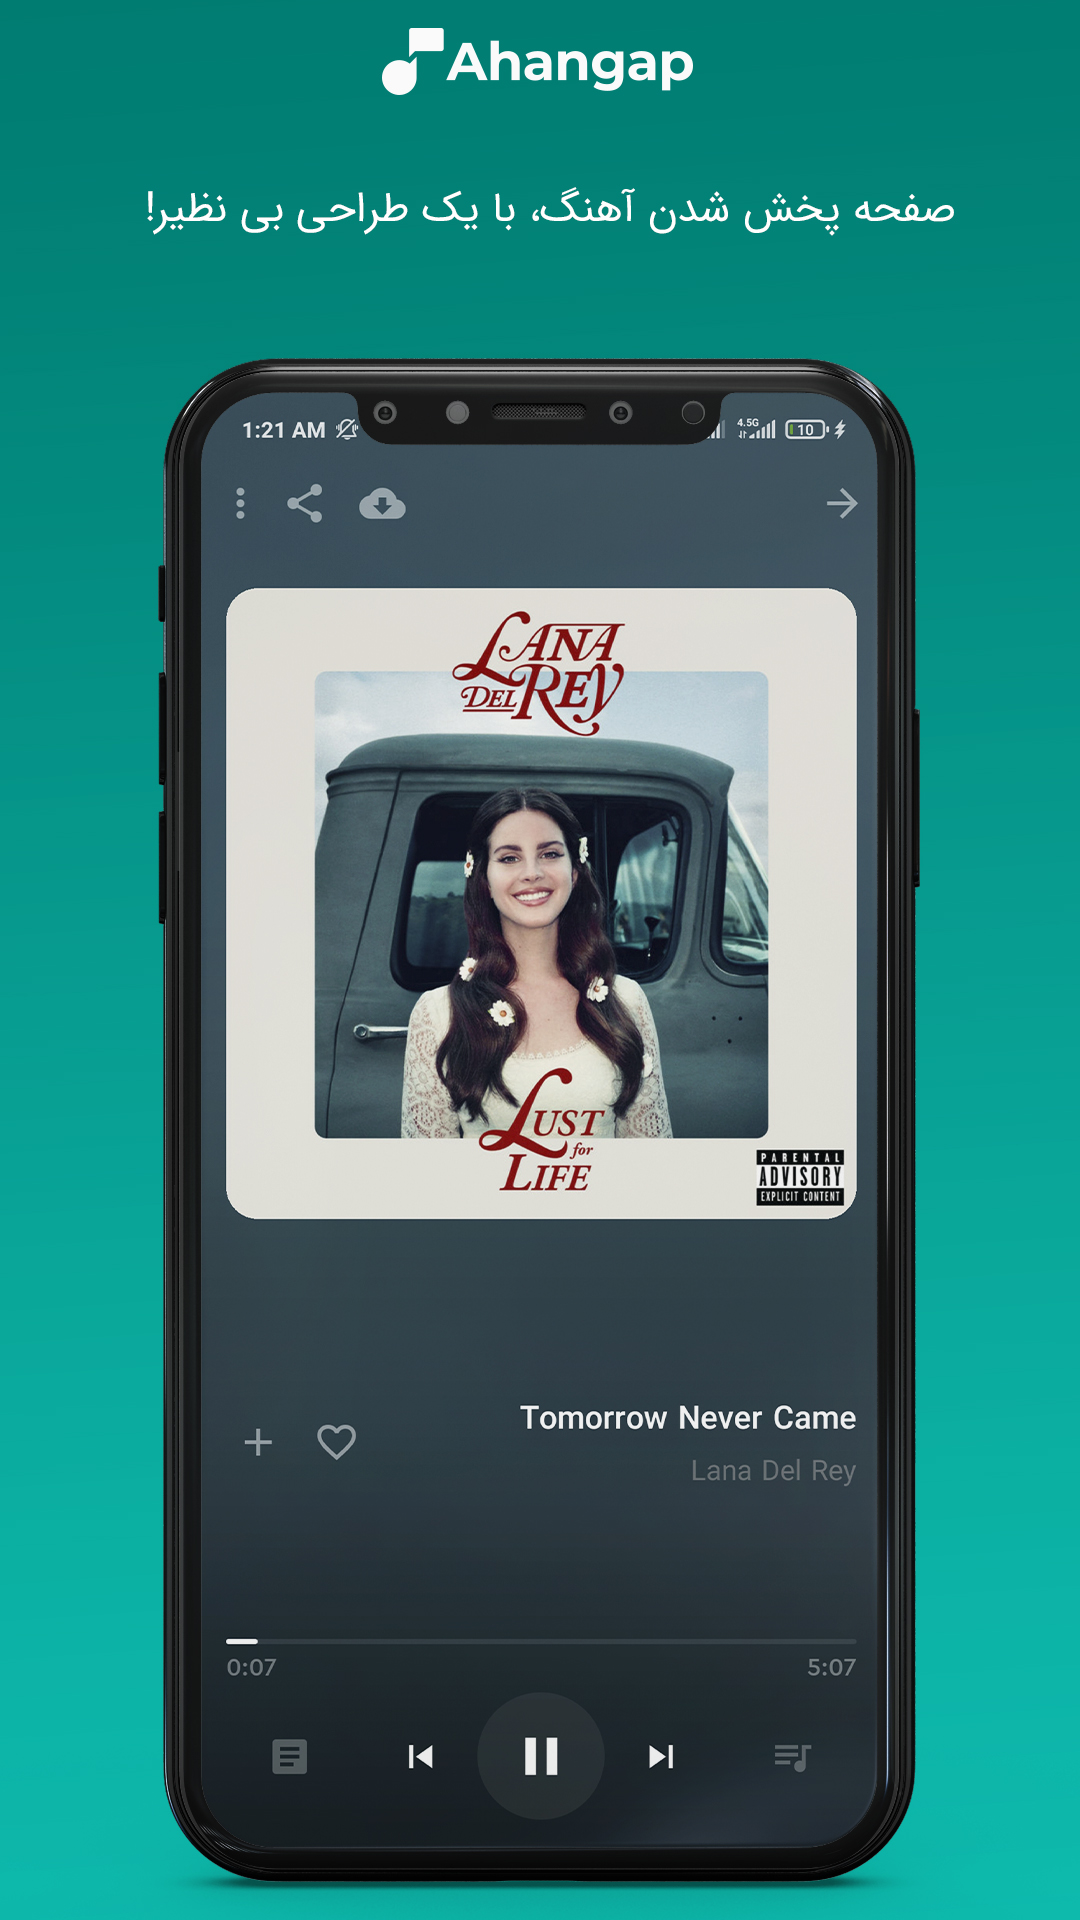 Ahangap
صفحه پخش شدن آهنگ، با یک طراحی بی نظیر!
1:21 AM
4.5G
10
LANA
DEL REY
LUST
for
LIFE
PARENTAL
ADVISORY
EXPLICIT CONTENT
Tomorrow Never Came
Lana Del Rey
0:07
5:07